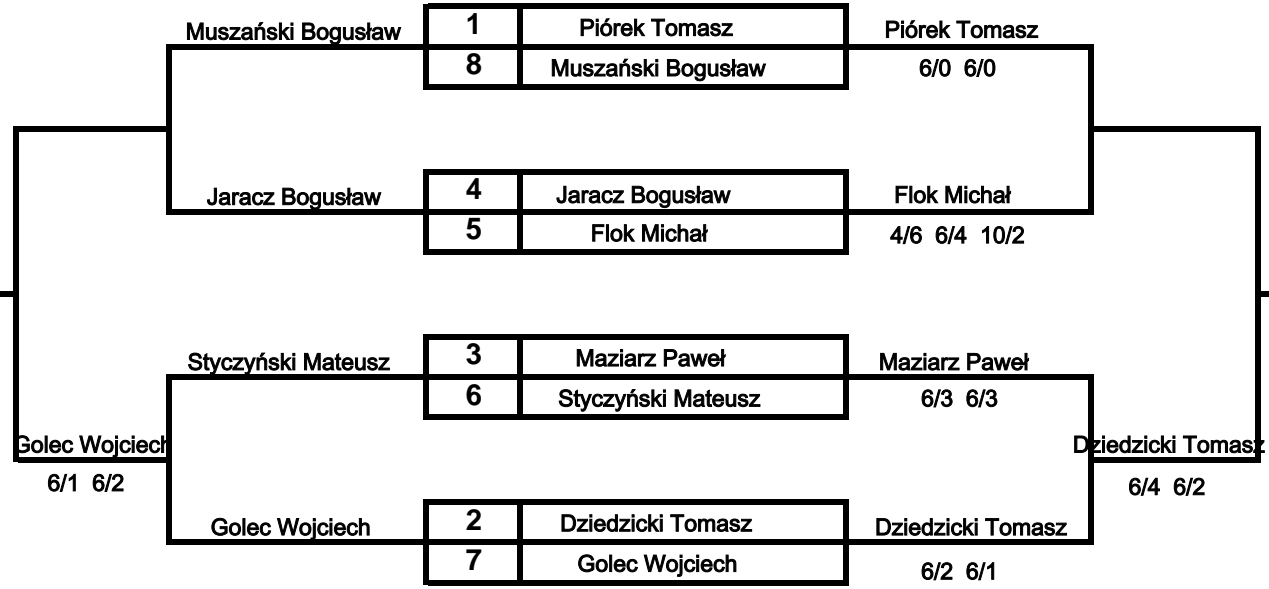 Muszański Bogusław 1 Piórek Tomasz Piórek Tomasz
8 Muszański Bogusław 6/0 6/0
Jaracz Bogusław 4 Jaracz Bogusław Flok Michał
5 Flok Michał 4/6 6/4 10/2
Styczyński Mateusz 3 Maziarz Paweł Maziarz Paweł
6 Styczyński Mateusz 6/3 6/3
Golec Wojciech Dziedzicki Tomasz
6/1 6/2 6/4 6/2
Golec Wojciech 2 Dziedzicki Tomasz Dziedzicki Tomasz
7 Golec Wojciech 6/2 6/1